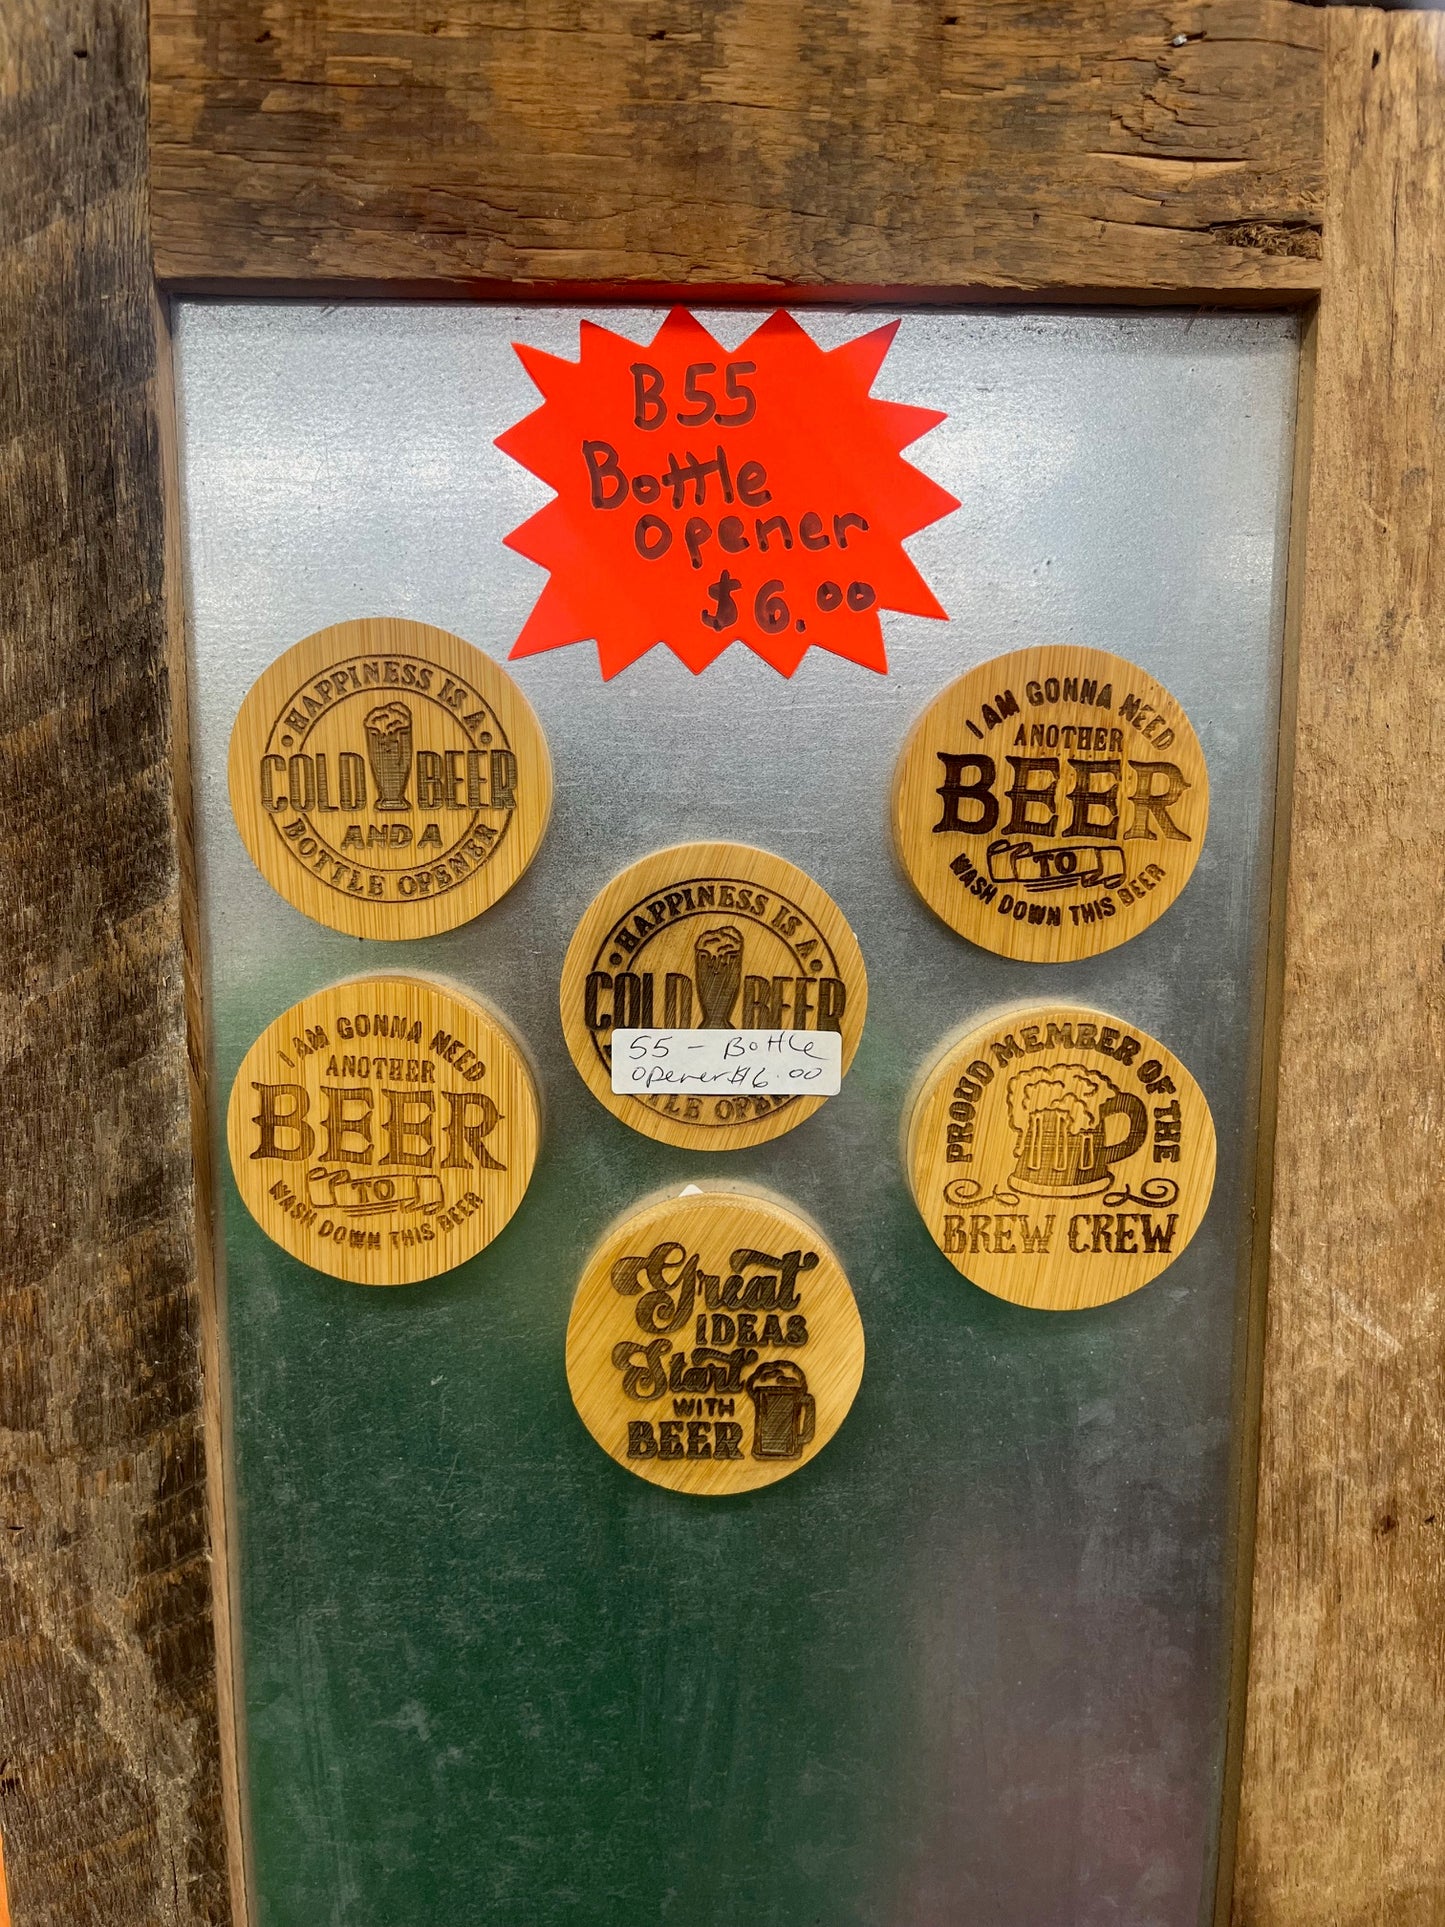 B55
Bottle
opener
$6.00
HAPPINESS IS A
COLD BEER
AND A
BOTTLE OPENER
I AM GONNA NEED
ANOTHER
BEER
TO
WASH DOWN THIS BEER
HAPPINESS IS A
COLD BEER
55 - Bottle
opener $6.00
TLE OPEN
I AM GONNA NEED
ANOTHER
BEER
TO
WASH DOWN THIS BEER
PROUD MEMBER OF THE
BREW CREW
Great
IDEAS
Start
WITH
BEER